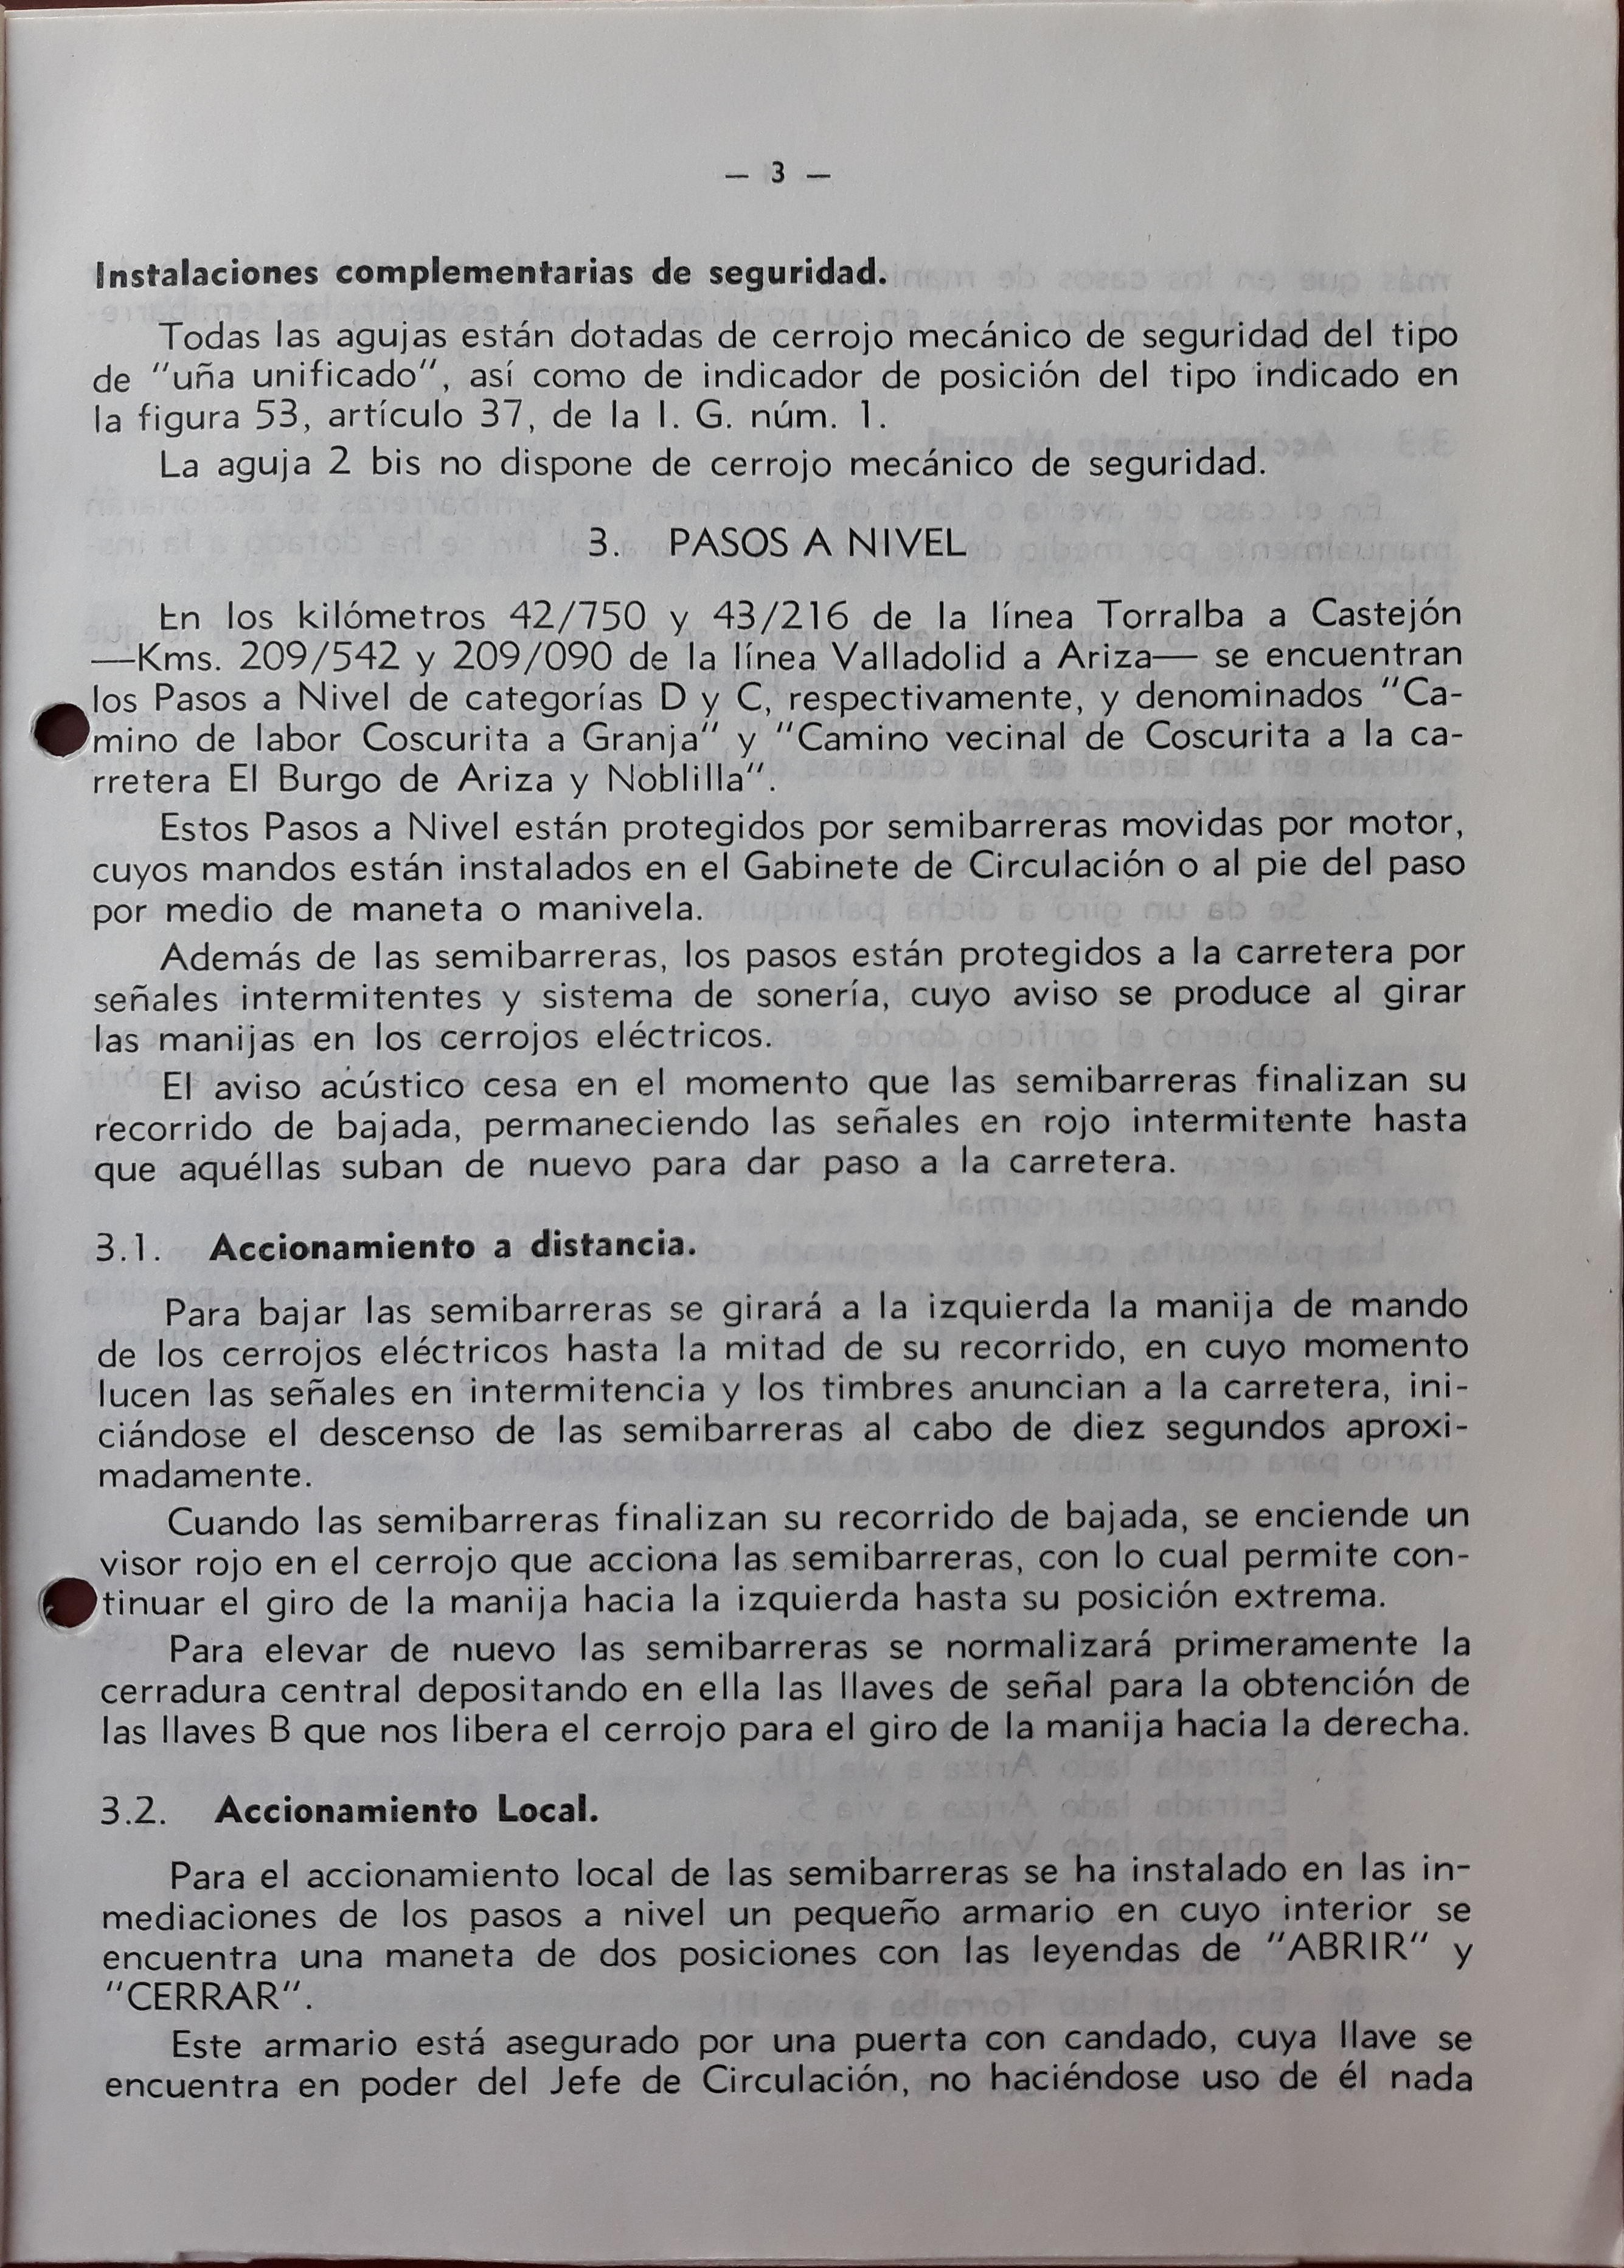 — 3 —
Instalaciones complementarias de seguridad.
Todas las agujas están dotadas de cerrojo mecánico de seguridad del tipo
de "uña unificado", así como de indicador de posición del tipo indicado en
la figura 53, artículo 37, de la I. G. núm. 1.
La aguja 2 bis no dispone de cerrojo mecánico de seguridad.
3. PASOS A NIVEL
En los kilómetros 42/750 y 43/216 de la línea Torralba a Castejón
—Kms. 209/542 y 209/090 de la línea Valladolid a Ariza— se encuentran
los Pasos a Nivel de categorías D y C, respectivamente, y denominados "Ca-
mino de labor Coscurita a Granja" y "Camino vecinal de Coscurita a la ca-
rretera El Burgo de Ariza y Noblilla".
Estos Pasos a Nivel están protegidos por semibarreras movidas por motor,
cuyos mandos están instalados en el Gabinete de Circulación o al pie del paso
por medio de maneta o manivela.
Además de las semibarreras, los pasos están protegidos a la carretera por
señales intermitentes y sistema de sonería, cuyo aviso se produce al girar
las manijas en los cerrojos eléctricos.
El aviso acústico cesa en el momento que las semibarreras finalizan su
recorrido de bajada, permaneciendo las señales en rojo intermitente hasta
que aquéllas suban de nuevo para dar paso a la carretera.
3.1. Accionamiento a distancia.
Para bajar las semibarreras se girará a la izquierda la manija de mando
de los cerrojos eléctricos hasta la mitad de su recorrido, en cuyo momento
lucen las señales en intermitencia y los timbres anuncian a la carretera, ini-
ciándose el descenso de las semibarreras al cabo de diez segundos aproxi-
madamente.
Cuando las semibarreras finalizan su recorrido de bajada, se enciende un
visor rojo en el cerrojo que acciona las semibarreras, con lo cual permite con-
tinuar el giro de la manija hacia la izquierda hasta su posición extrema.
Para elevar de nuevo las semibarreras se normalizará primeramente la
cerradura central depositando en ella las llaves de señal para la obtención de
las llaves B que nos libera el cerrojo para el giro de la manija hacia la derecha.
3.2. Accionamiento Local.
Para el accionamiento local de las semibarreras se ha instalado en las in-
mediaciones de los pasos a nivel un pequeño armario en cuyo interior se
encuentra una maneta de dos posiciones con las leyendas de "ABRIR" y
"CERRAR".
Este armario está asegurado por una puerta con candado, cuya llave se
encuentra en poder del Jefe de Circulación, no haciéndose uso de él nada